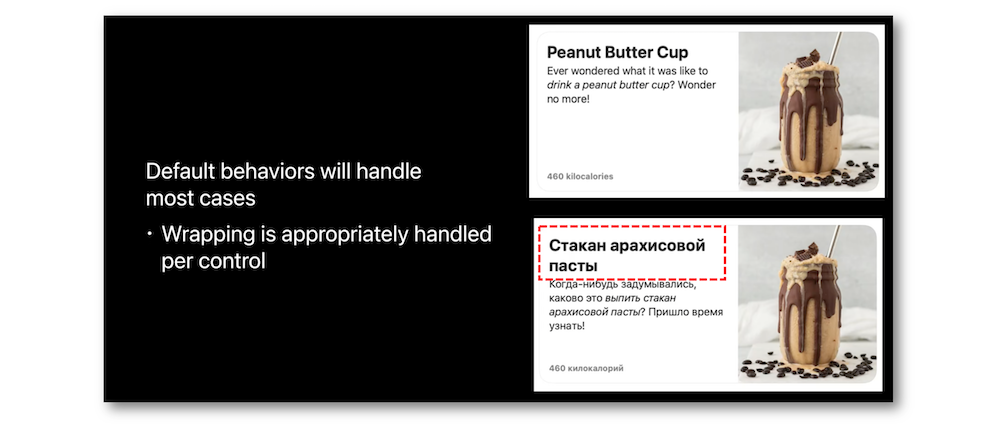 Default behaviors will handle
most cases
• Wrapping is appropriately handled
per control
Peanut Butter Cup
Ever wondered what it was like to
drink a peanut butter cup? Wonder
no more!
460 kilocalories
Стакан арахисовой
пасты
Когда-нибудь задумывались,
каково это выпить стакан
арахисовой пасты? Пришло время
узнать!
460 килокалорий